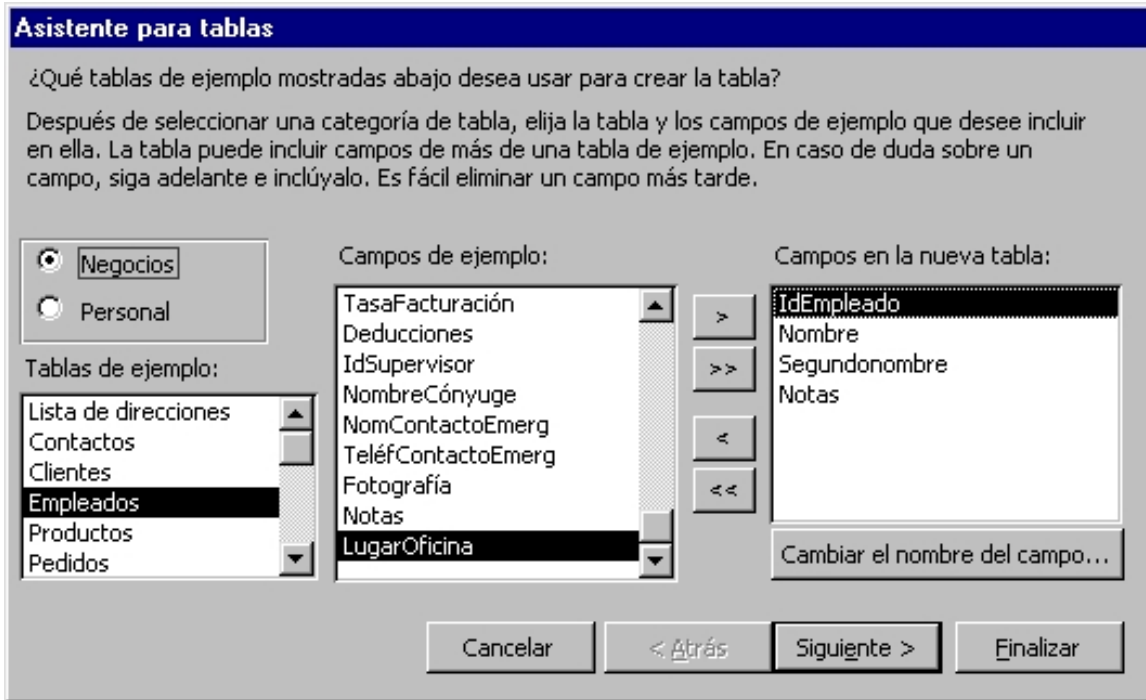 Asistente para tablas
¿Qué tablas de ejemplo mostradas abajo desea usar para crear la tabla?
Después de seleccionar una categoría de tabla, elija la tabla y los campos de ejemplo que desee incluir
en ella. La tabla puede incluir campos de más de una tabla de ejemplo. En caso de duda sobre un
campo, siga adelante e inclúyalo. Es fácil eliminar un campo más tarde.
Negocios
Personal
Tablas de ejemplo:
Lista de direcciones
Contactos
Clientes
Empleados
Productos
Pedidos
Campos de ejemplo:
TasaFacturación
Deducciones
IdSupervisor
NombreCónyuge
NomContactoEmerg
TeléfContactoEmerg
Fotografía
Notas
LugarOficina
>
>>
<
<<
Campos en la nueva tabla:
IdEmpleado
Nombre
Segundonombre
Notas
Cambiar el nombre del campo...
Cancelar
< Atrás
Siguiente >
Finalizar